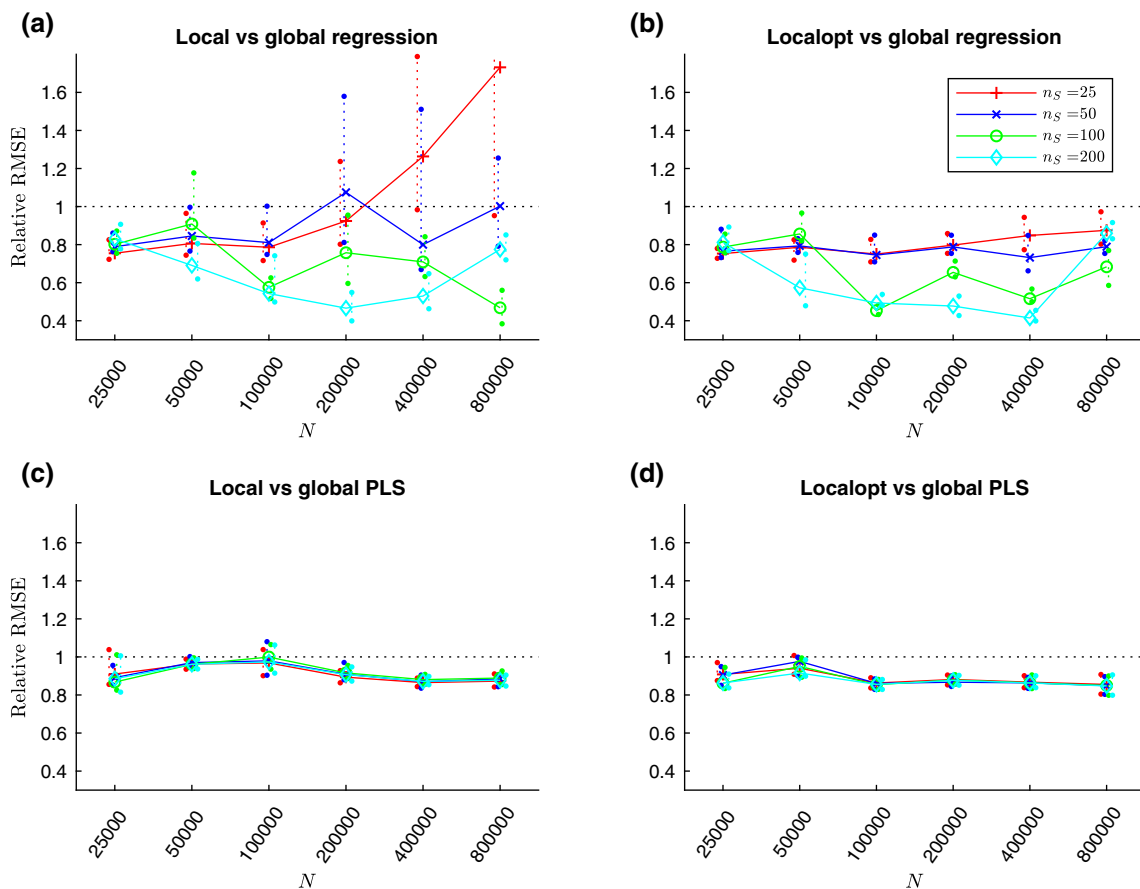 (a)
Local vs global regression
Relative RMSE
1.6
1.4
1.2
1
0.8
0.6
0.4
25000
50000
100000
200000
400000
800000
N
(b)
Localopt vs global regression
n_S =25
n_S =50
n_S =100
n_S =200
1.6
1.4
1.2
1
0.8
0.6
0.4
25000
50000
100000
200000
400000
800000
N
(c)
Local vs global PLS
Relative RMSE
1.6
1.4
1.2
1
0.8
0.6
0.4
25000
50000
100000
200000
400000
800000
N
(d)
Localopt vs global PLS
1.6
1.4
1.2
1
0.8
0.6
0.4
25000
50000
100000
200000
400000
800000
N